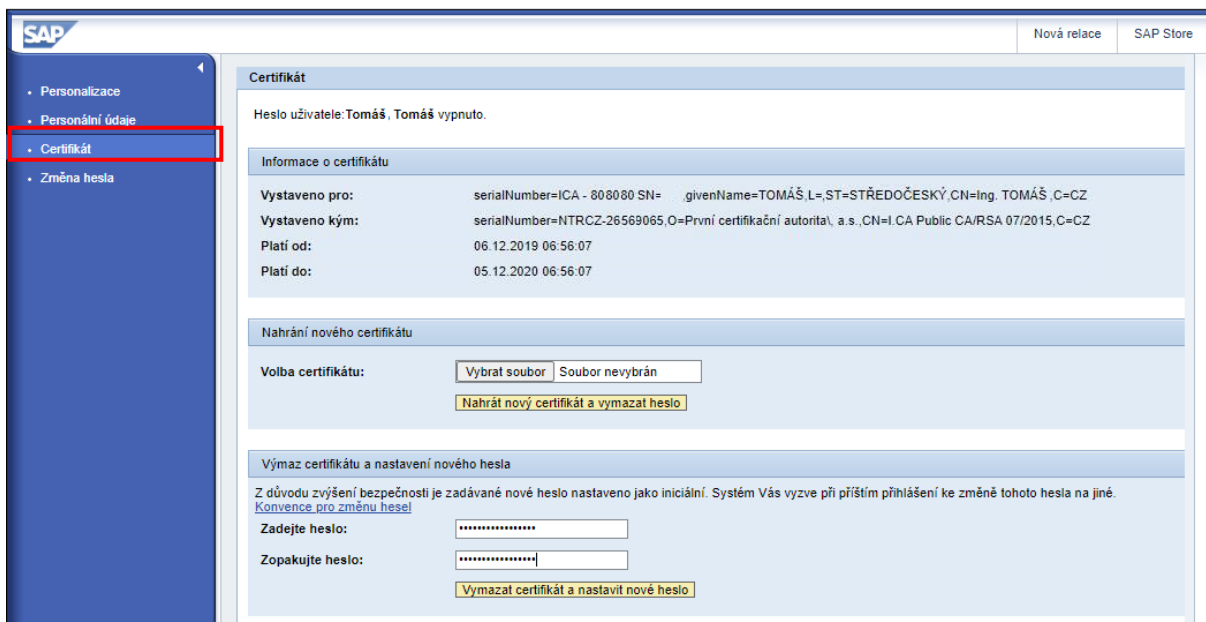 SAP
Nová relace
SAP Store
Personalizace
Personální údaje
Certifikát
Změna hesla
Certifikát
Heslo uživatele:Tomáš, Tomáš vypnuto.
Informace o certifikátu
Vystaveno pro: serialNumber=ICA - 808080 SN= ,givenName=TOMÁŠ,L=,ST=STŘEDOČESKÝ,CN=Ing. TOMÁŠ ,C=CZ
Vystaveno kým: serialNumber=NTRCZ-26569065,O=První certifikační autorita\, a.s.,CN=I.CA Public CA/RSA 07/2015,C=CZ
Platí od: 06.12.2019 06:56:07
Platí do: 05.12.2020 06:56:07
Nahrání nového certifikátu
Volba certifikátu: Vybrat soubor Soubor nevybrán
Nahrát nový certifikát a vymazat heslo
Výmaz certifikátu a nastavení nového hesla
Z důvodu zvýšení bezpečnosti je zadávané nové heslo nastaveno jako iniciální. Systém Vás vyzve při příštím přihlášení ke změně tohoto hesla na jiné.
Konvence pro změnu hesel
Zadejte heslo: •••••••••••••••••
Zopakujte heslo: •••••••••••••••••
Vymazat certifikát a nastavit nové heslo